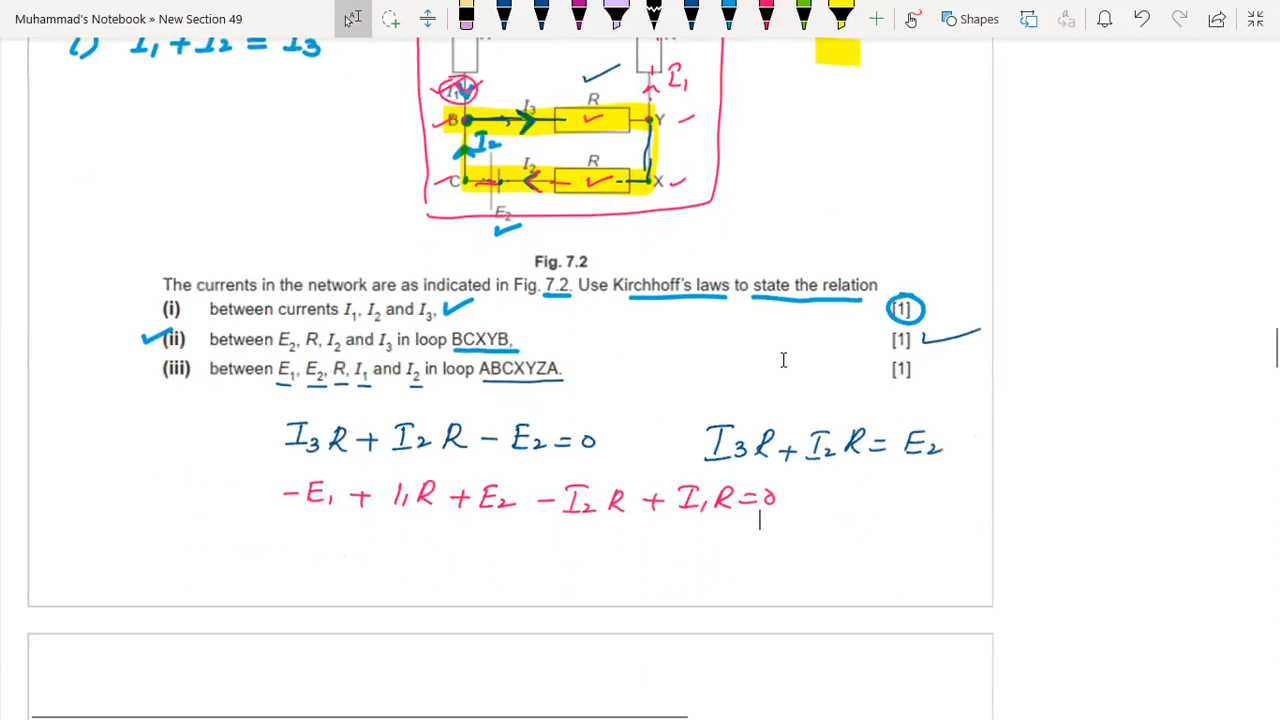 Muhammad's Notebook » New Section 49
Shapes
i) I₁ + I₂ = I₃
I₁
I₁
I₃
R
B
Y
I₂
I₂
R
C
X
E₂
Fig. 7.2
The currents in the network are as indicated in Fig. 7.2. Use Kirchhoff's laws to state the relation
(i) between currents I₁, I₂ and I₃, [1]
(ii) between E₂, R, I₂ and I₃ in loop BCXYB, [1]
(iii) between E₁, E₂, R, I₁ and I₂ in loop ABCXYZA. [1]
I₃R + I₂R − E₂ = 0 I₃R + I₂R = E₂
−E₁ + I₁R + E₂ − I₂R + I₁R = 0